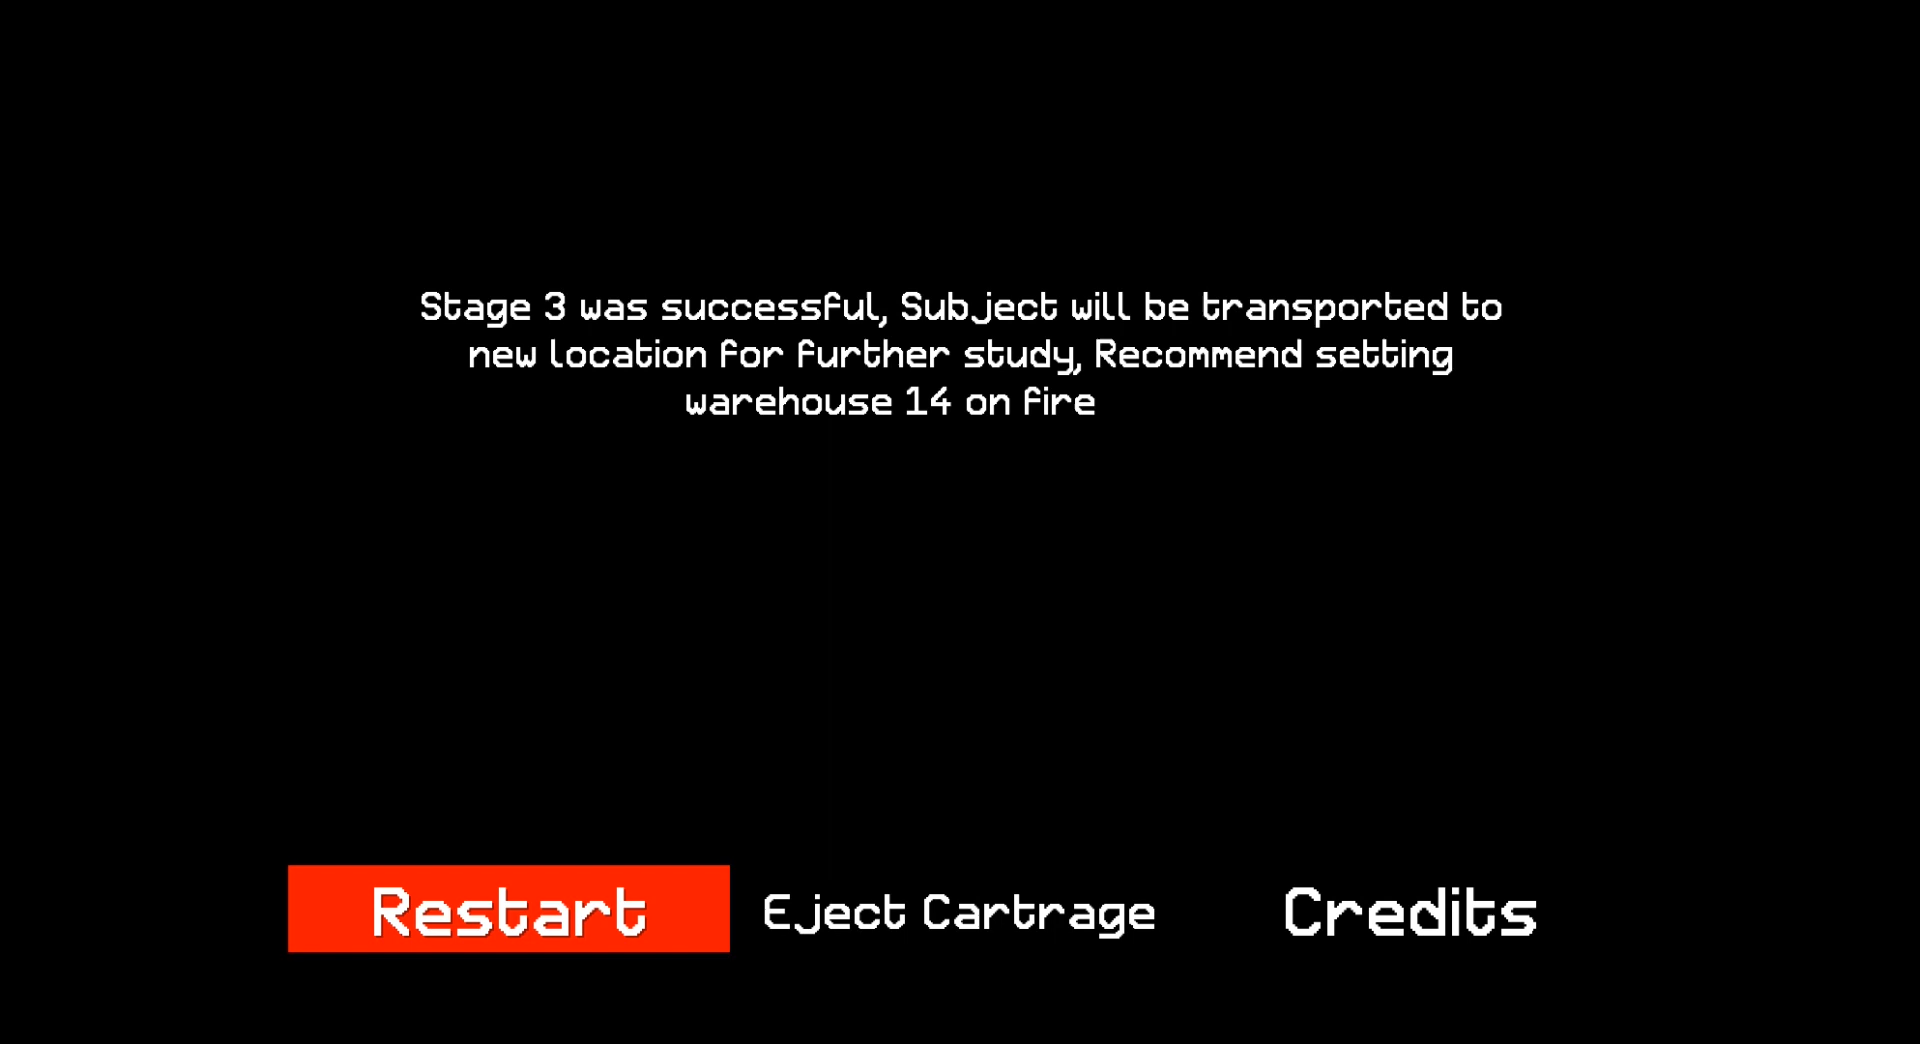 Stage 3 was successful, Subject will be transported to
new location for further study, Recommend setting
warehouse 14 on fire
Restart
Eject Cartrage
Credits